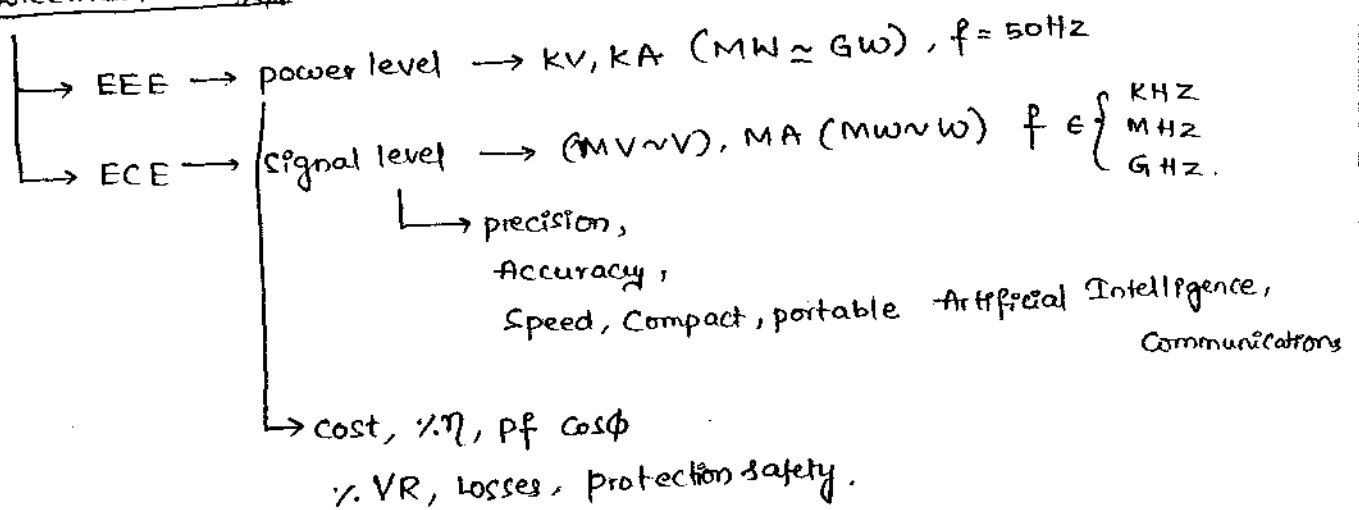 EEE → power level → KV, KA (MW ≃ GW), f = 50HZ
ECE → signal level → (MV~V), MA (MW~W) f ∈ { KHZ
MHZ
GHZ.
precision,
Accuracy,
Speed, Compact, portable Artificial Intelligence,
Communications
cost, %η, Pf cosϕ
%. VR, Losses, protection safety.